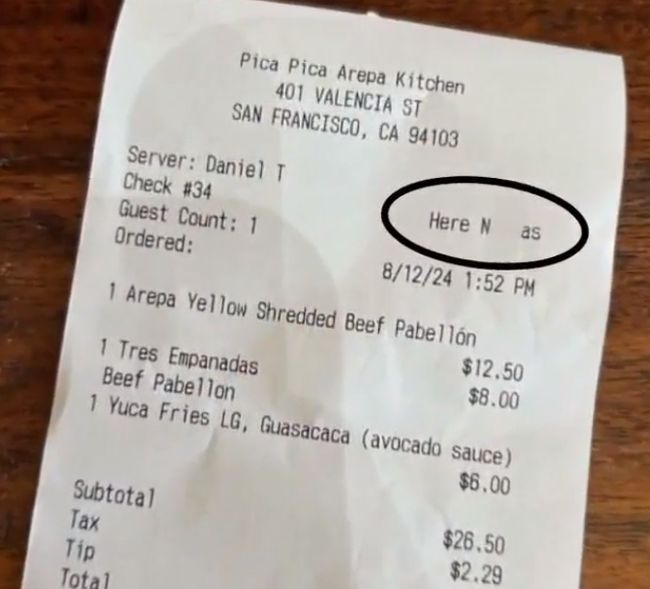 Pica Pica Arepa Kitchen
401 VALENCIA ST
SAN FRANCISCO, CA 94103
Server: Daniel T
Check #34
Guest Count: 1
Ordered:
Here N as
8/12/24 1:52 PM
1 Arepa Yellow Shredded Beef Pabellón
$12.50
1 Tres Empanadas
$8.00
Beef Pabellon
1 Yuca Fries LG, Guasacaca (avocado sauce)
$6.00
Subtotal
$26.50
Tax
$2.29
Tip
Total